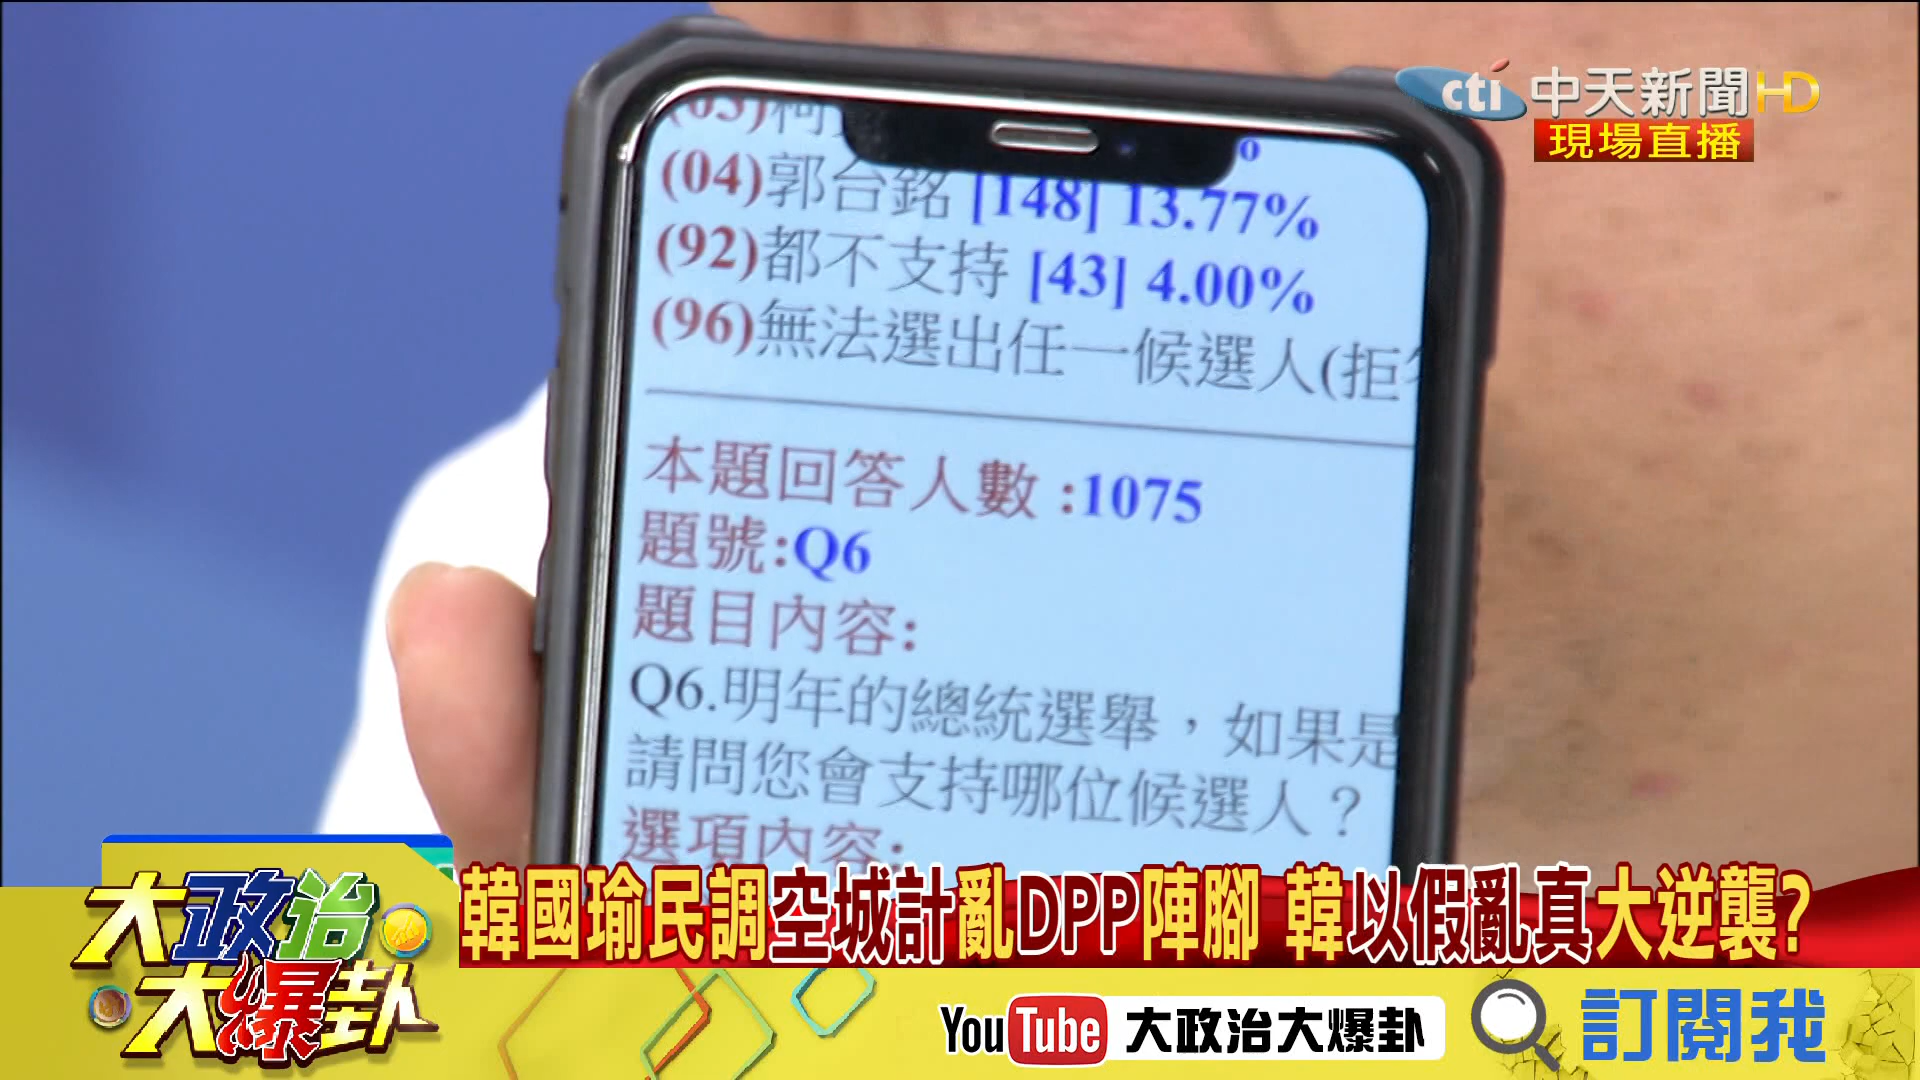 cti 中天新聞HD
現場直播
(03)柯
(04)郭台銘 [148] 13.77%
(92)都不支持 [43] 4.00%
(96)無法選出任一候選人(拒
本題回答人數 :1075
題號:Q6
題目內容:
Q6.明年的總統選舉，如果是
請問您會支持哪位候選人？
選項內容:
韓國瑜民調空城計亂DPP陣腳 韓以假亂真大逆襲?
大政治
大爆卦
YouTube 大政治大爆卦 訂閱我